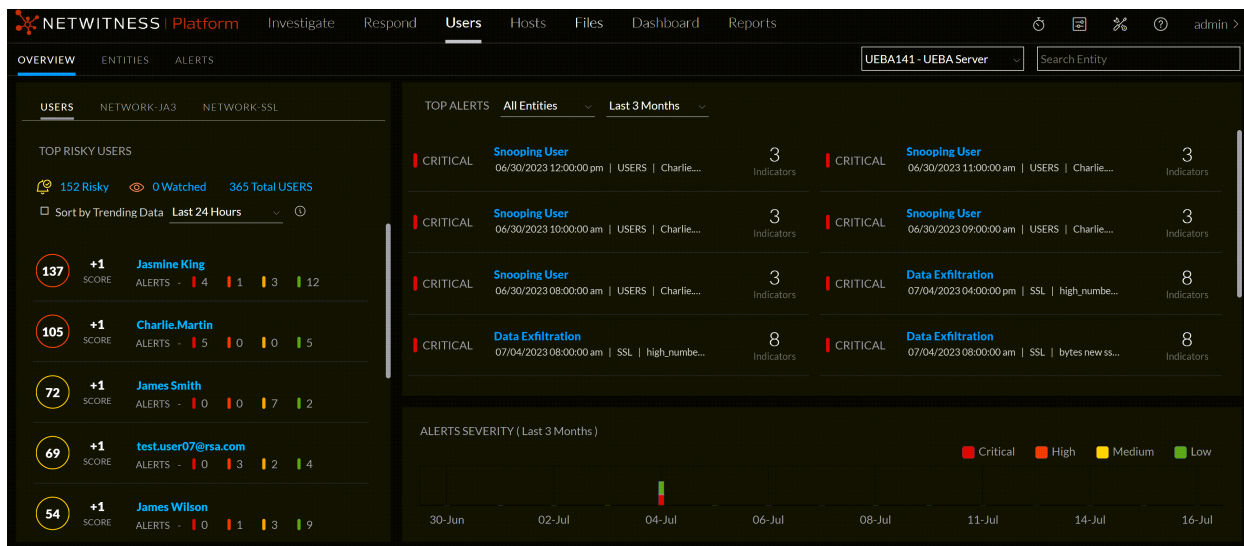 NETWITNESS | Platform Investigate Respond Users Hosts Files Dashboard Reports admin >
OVERVIEW ENTITIES ALERTS UEBA141 - UEBA Server Search Entity
USERS NETWORK-JA3 NETWORK-SSL
TOP RISKY USERS
152 Risky 0 Watched 365 Total USERS
Sort by Trending Data Last 24 Hours
137 +1 SCORE Jasmine King
ALERTS - 4 1 3 12
105 +1 SCORE Charlie.Martin
ALERTS - 5 0 0 5
72 +1 SCORE James Smith
ALERTS - 0 0 7 2
69 +1 SCORE test.user07@rsa.com
ALERTS - 0 3 2 4
54 +1 SCORE James Wilson
ALERTS - 0 1 3 9
TOP ALERTS All Entities Last 3 Months
CRITICAL Snooping User 3 Indicators
06/30/2023 12:00:00 pm | USERS | Charlie....
CRITICAL Snooping User 3 Indicators
06/30/2023 11:00:00 am | USERS | Charlie....
CRITICAL Snooping User 3 Indicators
06/30/2023 10:00:00 am | USERS | Charlie....
CRITICAL Snooping User 3 Indicators
06/30/2023 09:00:00 am | USERS | Charlie....
CRITICAL Snooping User 3 Indicators
06/30/2023 08:00:00 am | USERS | Charlie....
CRITICAL Data Exfiltration 8 Indicators
07/04/2023 04:00:00 pm | SSL | high_numbe...
CRITICAL Data Exfiltration 8 Indicators
07/04/2023 08:00:00 am | SSL | high_numbe...
CRITICAL Data Exfiltration 8 Indicators
07/04/2023 08:00:00 am | SSL | bytes new ss...
ALERTS SEVERITY ( Last 3 Months )
Critical High Medium Low
30-Jun 02-Jul 04-Jul 06-Jul 08-Jul 11-Jul 14-Jul 16-Jul